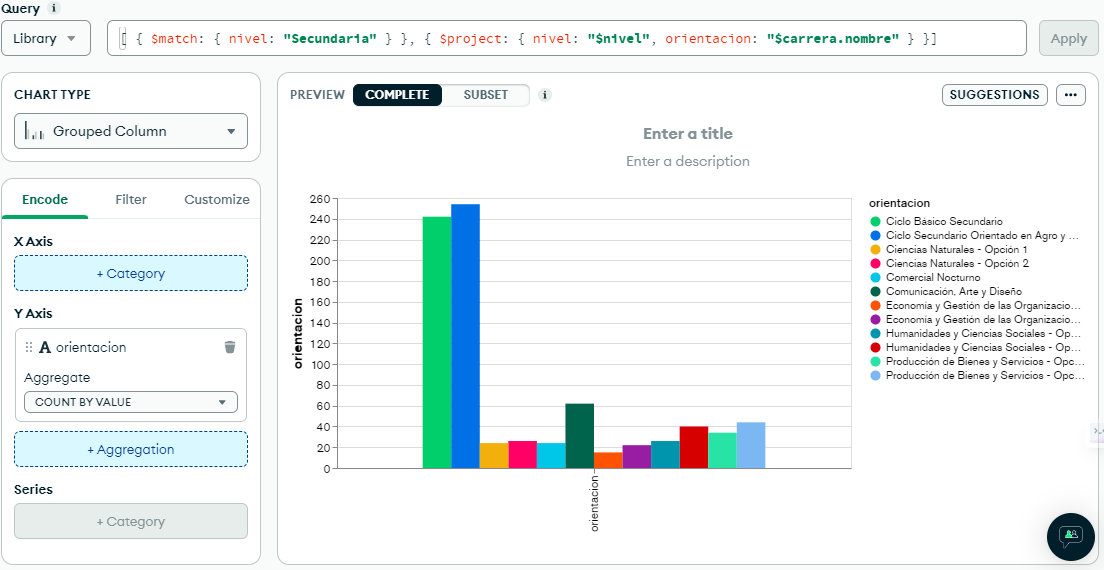 Query i
Library
[ { $match: { nivel: "Secundaria" } }, { $project: { nivel: "$nivel", orientacion: "$carrera.nombre" } }]
Apply
CHART TYPE
Grouped Column
Encode Filter Customize
X Axis
+ Category
Y Axis
A orientacion
Aggregate
COUNT BY VALUE
+ Aggregation
Series
+ Category
PREVIEW COMPLETE SUBSET i
SUGGESTIONS ...
Enter a title
Enter a description
260
240
220
200
180
160
140
120
100
80
60
40
20
0
orientacion
orientacion
orientacion
Ciclo Básico Secundario
Ciclo Secundario Orientado en Agro y ...
Ciencias Naturales - Opción 1
Ciencias Naturales - Opción 2
Comercial Nocturno
Comunicación, Arte y Diseño
Economía y Gestión de las Organizacio...
Economía y Gestión de las Organizacio...
Humanidades y Ciencias Sociales - Op...
Humanidades y Ciencias Sociales - Op...
Producción de Bienes y Servicios - Opc...
Producción de Bienes y Servicios - Opc...